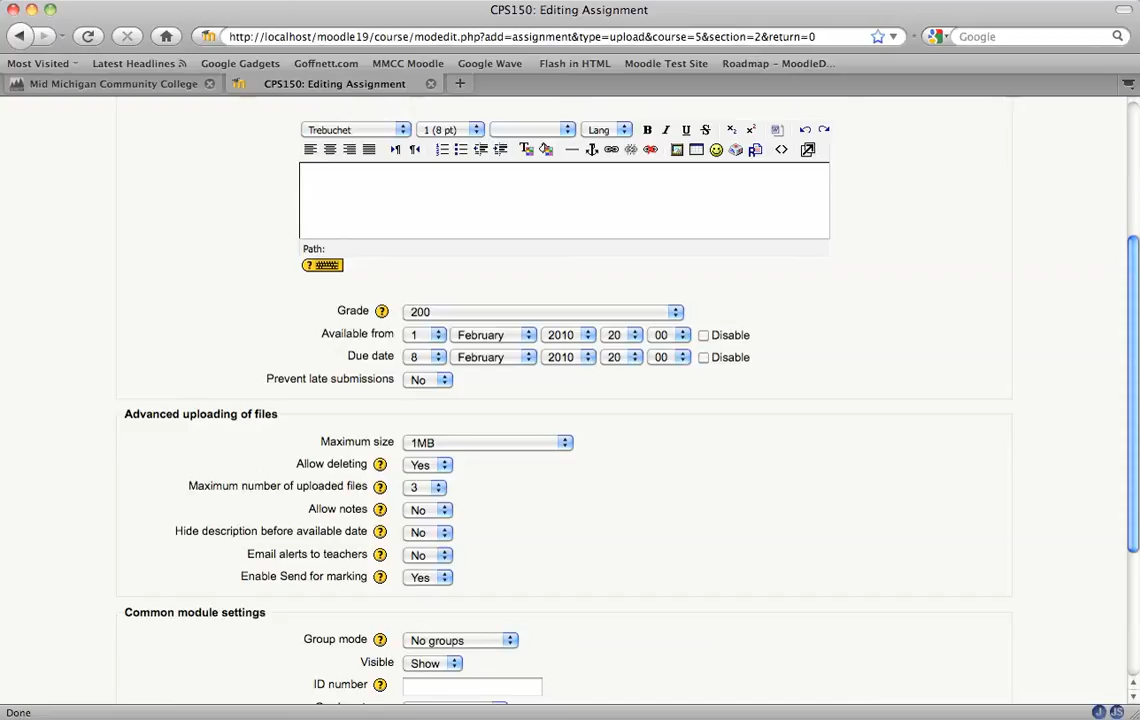 CPS150: Editing Assignment
http://localhost/moodle19/course/modedit.php?add=assignment&type=upload&course=5&section=2&return=0
Google
Most Visited Latest Headlines Google Gadgets Goffnett.com MMCC Moodle Google Wave Flash in HTML Moodle Test Site Roadmap - MoodleD...
Mid Michigan Community College CPS150: Editing Assignment
Trebuchet 1 (8 pt) Lang B I U S
Path:
?
Grade ? 200
Available from 1 February 2010 20 00 Disable
Due date 8 February 2010 20 00 Disable
Prevent late submissions No
Advanced uploading of files
Maximum size 1MB
Allow deleting ? Yes
Maximum number of uploaded files ? 3
Allow notes ? No
Hide description before available date ? No
Email alerts to teachers ? No
Enable Send for marking ? Yes
Common module settings
Group mode ? No groups
Visible Show
ID number ?
Done